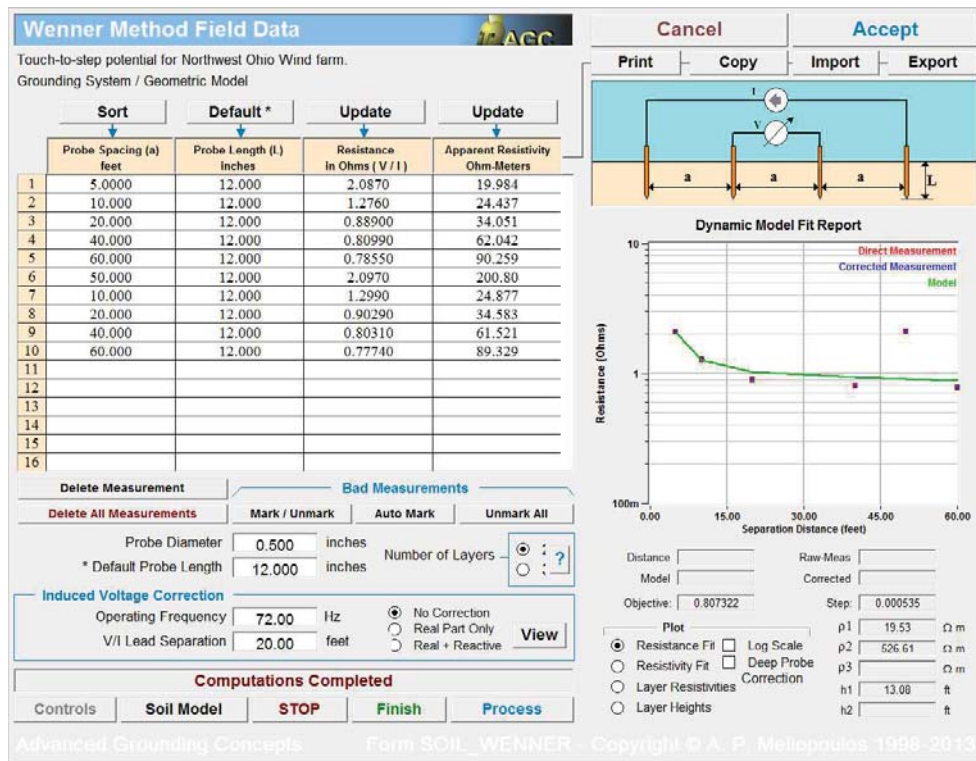 Wenner Method Field Data
AGC
Cancel
Accept
Touch-to-step potential for Northwest Ohio Wind farm.
Grounding System / Geometric Model
Print
Copy
Import
Export
Sort
Default *
Update
Update
Probe Spacing (a) feet
Probe Length (L) inches
Resistance in Ohms ( V / I )
Apparent Resistivity Ohm-Meters
1 5.0000 12.000 2.0870 19.984
2 10.000 12.000 1.2760 24.437
3 20.000 12.000 0.88900 34.051
4 40.000 12.000 0.80990 62.042
5 60.000 12.000 0.78550 90.259
6 50.000 12.000 2.0970 200.80
7 10.000 12.000 1.2990 24.877
8 20.000 12.000 0.90290 34.583
9 40.000 12.000 0.80310 61.521
10 60.000 12.000 0.77740 89.329
11
12
13
14
15
16
I
V
a a a L
Dynamic Model Fit Report
Direct Measurement
Corrected Measurement
Model
Resistance (Ohms)
10
1
100m
0.00 15.00 30.00 45.00 60.00
Separation Distance (feet)
Delete Measurement
Bad Measurements
Delete All Measurements
Mark / Unmark
Auto Mark
Unmark All
Probe Diameter 0.500 inches
* Default Probe Length 12.000 inches
Number of Layers
?
Induced Voltage Correction
Operating Frequency 72.00 Hz
V/I Lead Separation 20.00 feet
No Correction
Real Part Only
Real + Reactive
View
Computations Completed
Controls
Soil Model
STOP
Finish
Process
Distance
Raw-Meas
Model
Corrected
Objective: 0.807322
Step: 0.000535
Plot
Resistance Fit
Log Scale
Resistivity Fit
Deep Probe Correction
Layer Resistivities
Layer Heights
ρ1 19.53 Ω m
ρ2 526.61 Ω m
ρ3 Ω m
h1 13.08 ft
h2 ft
Advanced Grounding Concepts
Form SOIL_WENNER - Copyright © A. P. Meliopoulos 1998-2013